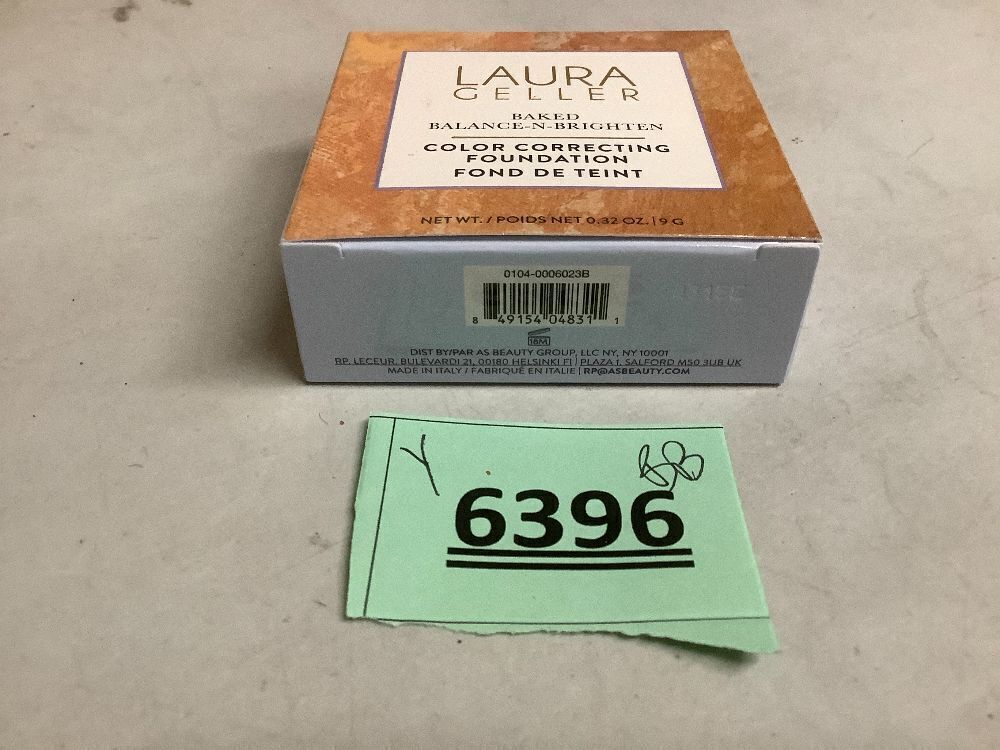 LAURA
GELLER
BAKED
BALANCE-N-BRIGHTEN
COLOR CORRECTING
FOUNDATION
FOND DE TEINT
NET WT. / POIDS NET 0.32 OZ. | 9 G
0104-0006023B
8 49154 04831 1
18M
DIST BY/PAR AS BEAUTY GROUP, LLC NY, NY 10001
RP, LECEUR, BULEVARDI 21, 00180 HELSINKI FI | PLAZA 1, SALFORD M50 3UB UK
MADE IN ITALY / FABRIQUÉ EN ITALIE | RP@ASBEAUTY.COM
Y
6396